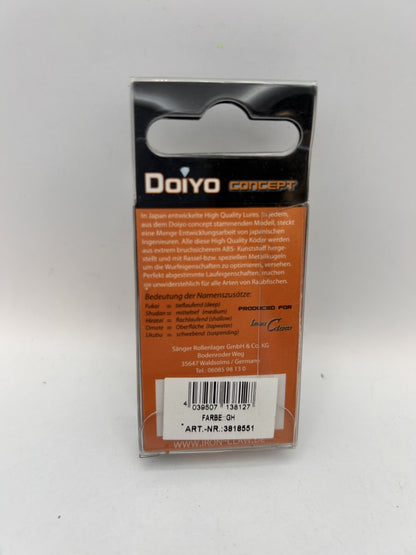 DOIYO CONCEPT
In Japan entwickelte High Quality Lures. In jedem,
aus dem Doiyo concept stammenden Modell, steckt
eine Menge Entwicklungsarbeit von japanischen
Ingenieuren. Alle diese High Quality Köder werden
aus extrem bruchsicherem ABS- Kunststoff herge-
stellt und mit Rassel-bzw. speziellen Metallkugeln
um die Wurfeigenschaften zu optimieren, versehen.
Perfekt abgestimmte Laufeigenschaften, machen
sie unwiderstehlich für alle Arten von Raubfischen.
Bedeutung der Namenszusätze:
Fukai = tieflaufend (deep)
Shudan = mitteltief (medium)
Hiratai = flachlaufend (shallow)
Omote = Oberfläche (topwater)
Ukabu = schwebend (suspending)
PRODUCED FOR
Iron Claw
Sänger Rollenlager GmbH & Co. KG
Bodenroder Weg
35647 Waldsolms / Germany
Tel.: 06085 98 13 0
4 039507 138127
FARBE:GH
ART.-NR.:3818551
WWW.IRON-CLAW.DE